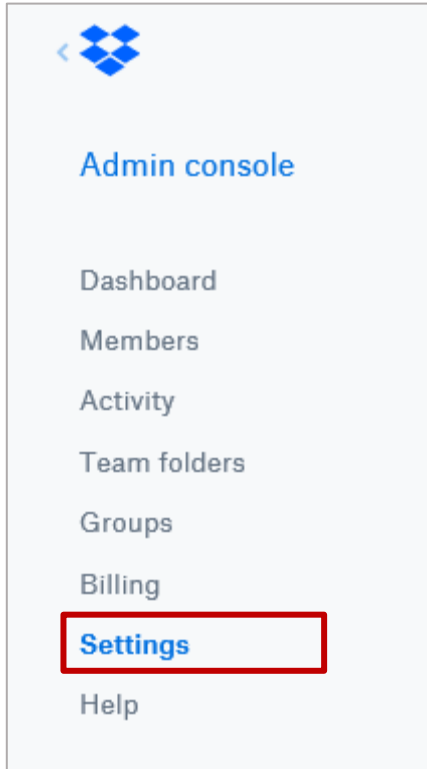 Admin console
Dashboard
Members
Activity
Team folders
Groups
Billing
Settings
Help